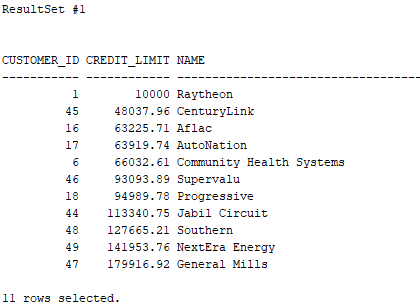 ResultSet #1
CUSTOMER_ID CREDIT_LIMIT NAME
----------- ------------ ----------------------------------
1 10000 Raytheon
45 48037.96 CenturyLink
16 63225.71 Aflac
17 63919.74 AutoNation
6 66032.61 Community Health Systems
46 93093.89 Supervalu
18 94989.78 Progressive
44 113340.75 Jabil Circuit
48 127665.21 Southern
49 141953.76 NextEra Energy
47 179916.92 General Mills
11 rows selected.